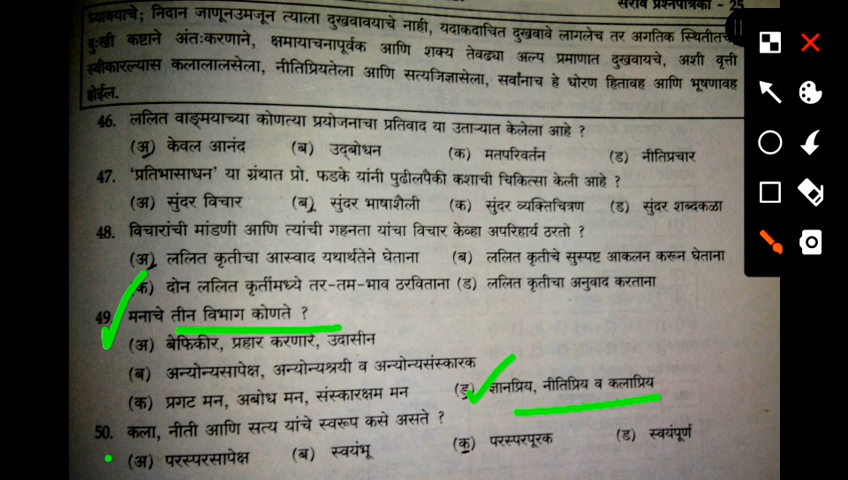 सराव प्रश्नपत्रिका - 25
घ्यावयाचे; निदान जाणूनउमजून त्याला दुखवावयाचे नाही, यदाकदाचित दुखवावे लागलेच तर अगतिक स्थितीतच
दुःखी कष्टाने अंतःकरणाने, क्षमायाचनापूर्वक आणि शक्य तेवढ्या अल्प प्रमाणात दुखवायचे, अशी वृत्ती
स्वीकारल्यास कलालालसेला, नीतिप्रियतेला आणि सत्यजिज्ञासेला, सर्वांनाच हे धोरण हितावह आणि भूषणावह
होईल.
46. ललित वाङ्मयाच्या कोणत्या प्रयोजनाचा प्रतिवाद या उताऱ्यात केलेला आहे ?
(अ) केवल आनंद (ब) उद्‌बोधन (क) मतपरिवर्तन (ड) नीतिप्रचार
47. 'प्रतिभासाधन' या ग्रंथात प्रो. फडके यांनी पुढीलपैकी कशाची चिकित्सा केली आहे ?
(अ) सुंदर विचार (ब) सुंदर भाषाशैली (क) सुंदर व्यक्तिचित्रण (ड) सुंदर शब्दकळा
48. विचारांची मांडणी आणि त्यांची गहनता यांचा विचार केव्हा अपरिहार्य ठरतो ?
(अ) ललित कृतीचा आस्वाद यथार्थतेने घेताना (ब) ललित कृतीचे सुस्पष्ट आकलन करून घेताना
(क) दोन ललित कृतींमध्ये तर-तम-भाव ठरविताना (ड) ललित कृतीचा अनुवाद करताना
49. मनाचे तीन विभाग कोणते ?
(अ) बेफिकीर, प्रहार करणारे, उदासीन
(ब) अन्योन्यसापेक्ष, अन्योन्यश्रयी व अन्योन्यसंस्कारक
(क) प्रगट मन, अबोध मन, संस्कारक्षम मन (ड) ज्ञानप्रिय, नीतिप्रिय व कलाप्रिय
50. कला, नीती आणि सत्य यांचे स्वरूप कसे असते ?
(अ) परस्परसापेक्ष (ब) स्वयंभू (क) परस्परपूरक (ड) स्वयंपूर्ण